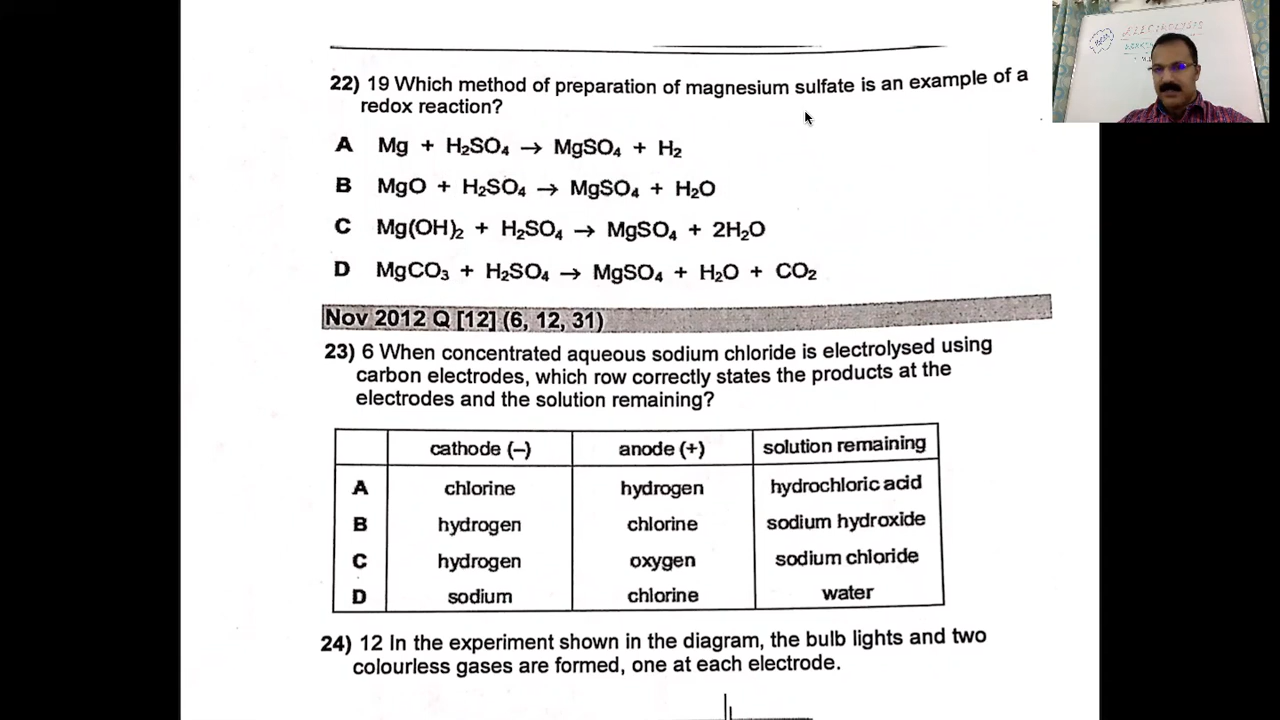 ELECTROLYSIS
22) 19 Which method of preparation of magnesium sulfate is an example of a
redox reaction?
A Mg + H₂SO₄ → MgSO₄ + H₂
B MgO + H₂SO₄ → MgSO₄ + H₂O
C Mg(OH)₂ + H₂SO₄ → MgSO₄ + 2H₂O
D MgCO₃ + H₂SO₄ → MgSO₄ + H₂O + CO₂
Nov 2012 Q [12] (6, 12, 31)
23) 6 When concentrated aqueous sodium chloride is electrolysed using
carbon electrodes, which row correctly states the products at the
electrodes and the solution remaining?
cathode (–) anode (+) solution remaining
A chlorine hydrogen hydrochloric acid
B hydrogen chlorine sodium hydroxide
C hydrogen oxygen sodium chloride
D sodium chlorine water
24) 12 In the experiment shown in the diagram, the bulb lights and two
colourless gases are formed, one at each electrode.